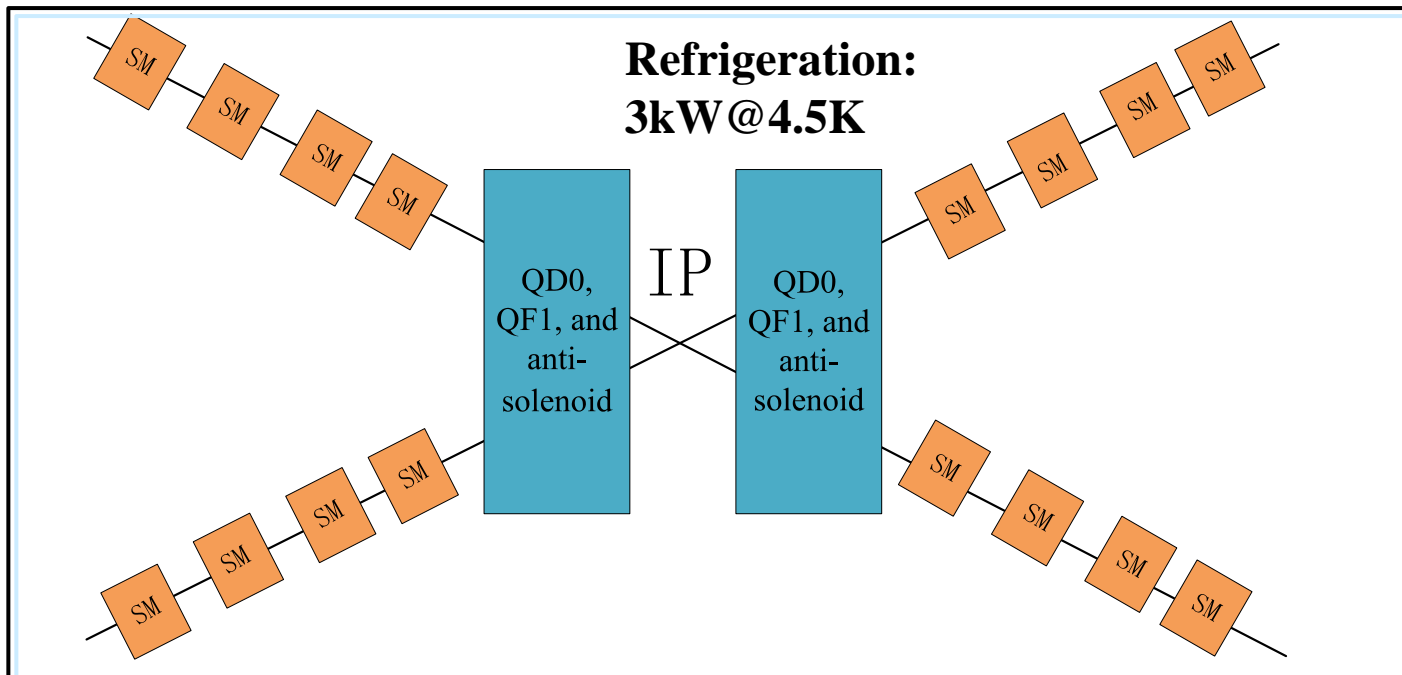 Refrigeration:
3kW@4.5K
SM
SM
SM
SM
SM
SM
SM
SM
IP
QD0,
QF1, and
anti-
solenoid
QD0,
QF1, and
anti-
solenoid
SM
SM
SM
SM
SM
SM
SM
SM